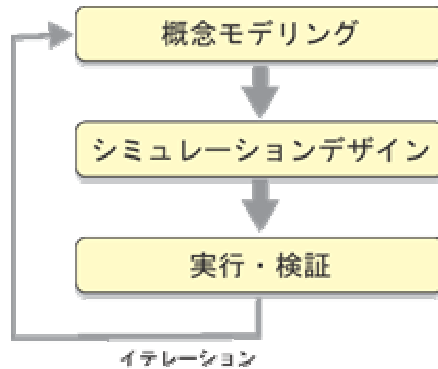 概念モデリング
シミュレーションデザイン
実行・検証
イテレーション